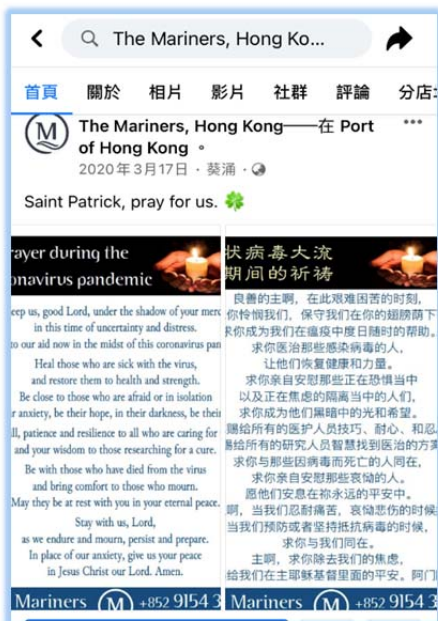 The Mariners, Hong Ko...
首頁 關於 相片 影片 社群 評論 分店
The Mariners, Hong Kong——在 Port
of Hong Kong。
2020年3月17日 · 葵涌 ·
Saint Patrick, pray for us. 🍀
rayer during the
onavirus pandemic
eep us, good Lord, under the shadow of your merc
in this time of uncertainty and distress.
o our aid now in the midst of this coronavirus pan
Heal those who are sick with the virus,
and restore them to health and strength.
Be close to those who are afraid or in isolation
r anxiety, be their hope, in their darkness, be thei
ll, patience and resilience to all who are caring for
and your wisdom to those researching for a cure.
Be with those who have died from the virus
and bring comfort to those who mourn.
May they be at rest with you in your eternal peace.
Stay with us, Lord,
as we endure and mourn, persist and prepare.
In place of our anxiety, give us your peace
in Jesus Christ our Lord. Amen.
Mariners M +852 9154 3
状病毒大流
期间的祈祷
良善的主啊,在此艰难困苦的时刻,
你怜悯我们,保守我们在你的翅膀荫下
求你成为我们在瘟疫中度日随时的帮助。
求你医治那些感染病毒的人,
让他们恢复健康和力量。
求你亲自安慰那些正在恐惧当中
以及正在焦虑的隔离当中的人们,
求你成为他们黑暗中的光和希望。
赐给所有的医护人员技巧、耐心、和忍
赐给所有的研究人员智慧找到医治的方案
求你与那些因病毒而死亡的人同在,
求你亲自安慰那些哀恸的人。
愿他们安息在祢永远的平安中。
啊,当我们忍耐痛苦,哀恸悲伤的时候
当我们预防或者坚持抵抗病毒的时候,
求你与我们同在。
主啊,求你除去我们的焦虑,
给我们在主耶稣基督里面的平安。阿门
Mariners M +852 9154 3